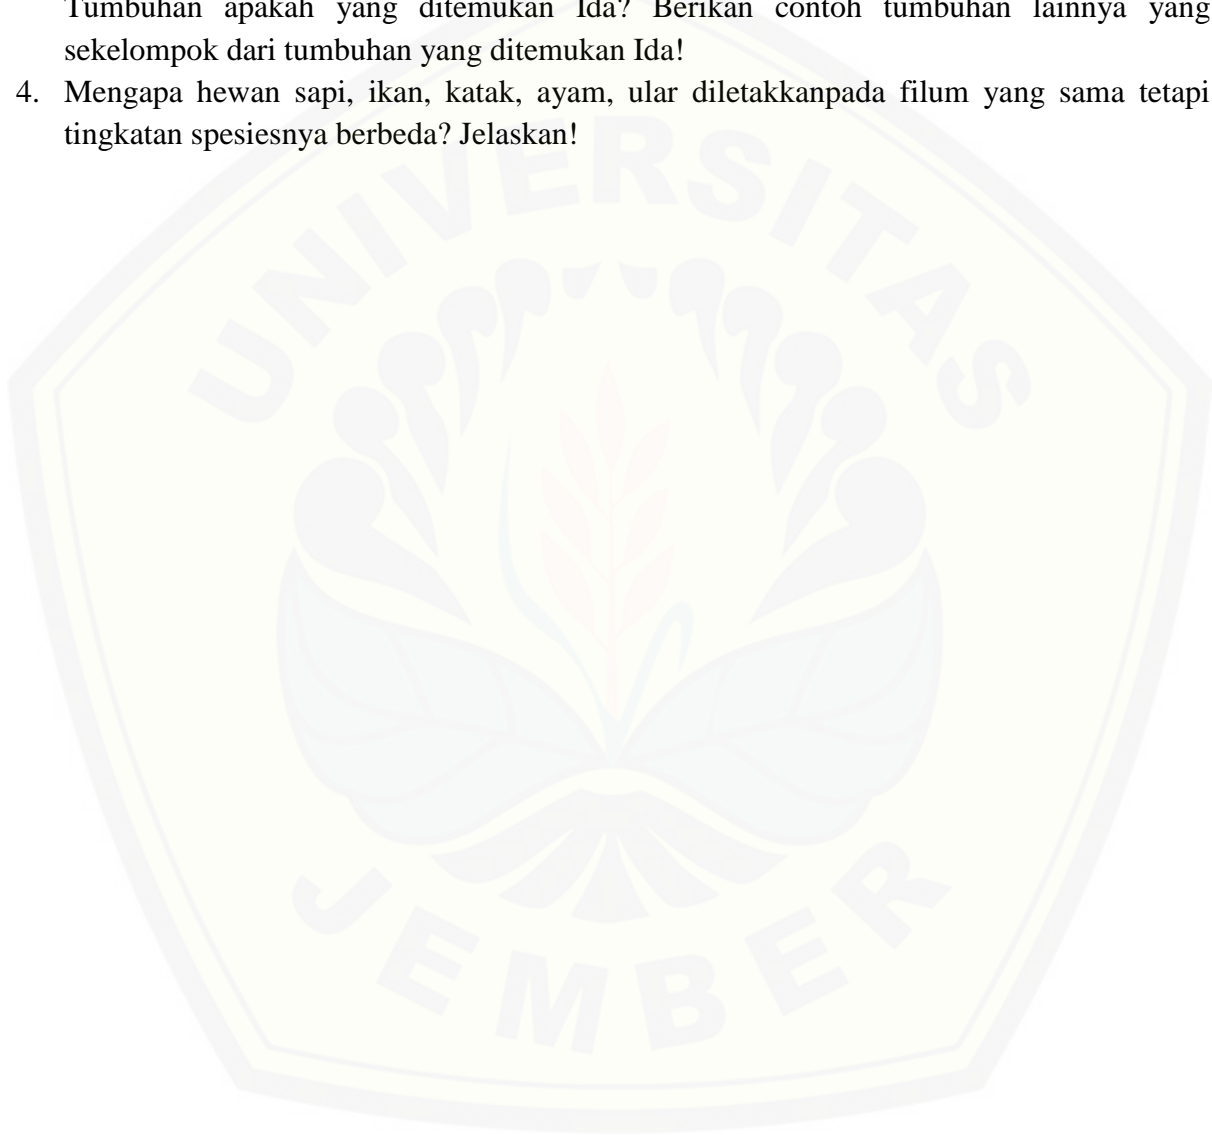 Tumbuhan apakah yang ditemukan Ida? Berikan contoh tumbuhan lainnya yang
sekelompok dari tumbuhan yang ditemukan Ida!
4. Mengapa hewan sapi, ikan, katak, ayam, ular diletakkanpada filum yang sama tetapi
tingkatan spesiesnya berbeda? Jelaskan!
UNIVERSITAS
JEMBER